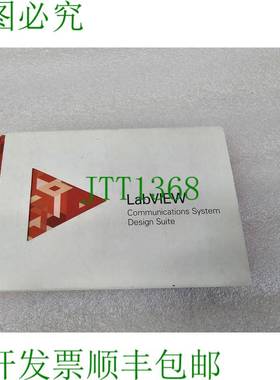 图必究
JTT1368
LabVIEW
Communications System
Design Suite
开发票顺丰包邮